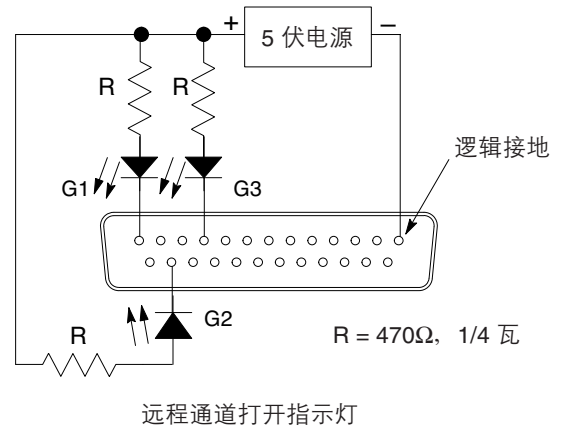 + 5 伏电源 −
R R
逻辑接地
G1 G3
G2
R
R = 470Ω，1/4 瓦
远程通道打开指示灯